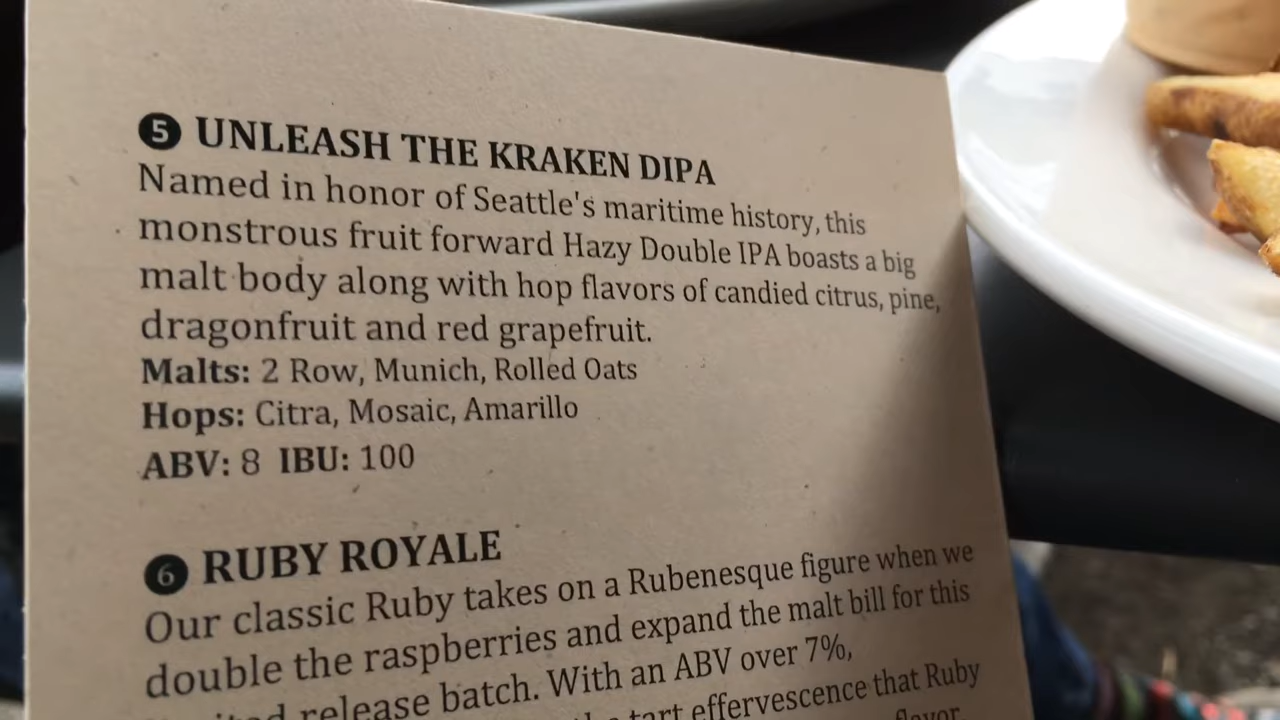 5 UNLEASH THE KRAKEN DIPA
Named in honor of Seattle's maritime history, this
monstrous fruit forward Hazy Double IPA boasts a big
malt body along with hop flavors of candied citrus, pine,
dragonfruit and red grapefruit.
Malts: 2 Row, Munich, Rolled Oats
Hops: Citra, Mosaic, Amarillo
ABV: 8 IBU: 100
6 RUBY ROYALE
Our classic Ruby takes on a Rubenesque figure when we
double the raspberries and expand the malt bill for this
release batch. With an ABV over 7%,
tart effervescence that Ruby
flavor